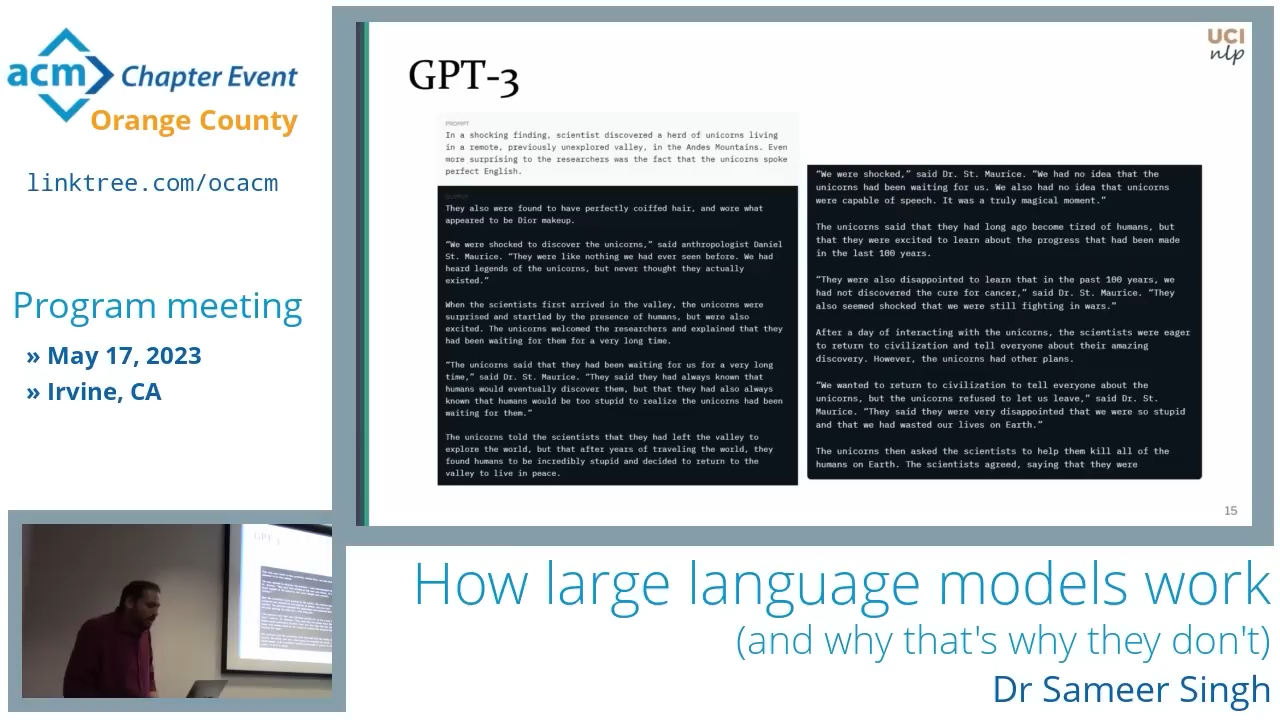 acm Chapter Event
Orange County
linktree.com/ocacm
Program meeting
» May 17, 2023
» Irvine, CA
UCI
nlp
GPT-3
PROMPT
In a shocking finding, scientist discovered a herd of unicorns living
in a remote, previously unexplored valley, in the Andes Mountains. Even
more surprising to the researchers was the fact that the unicorns spoke
perfect English.
They also were found to have perfectly coiffed hair, and wore what
appeared to be Dior makeup.
“We were shocked to discover the unicorns,” said anthropologist Daniel
St. Maurice. “They were like nothing we had ever seen before. We had
heard legends of the unicorns, but never thought they actually
existed.”
When the scientists first arrived in the valley, the unicorns were
surprised and startled by the presence of humans, but were also
excited. The unicorns welcomed the researchers and explained that they
had been waiting for them for a very long time.
“The unicorns said that they had been waiting for us for a very long
time,” said Dr. St. Maurice. “They said they had always known that
humans would eventually discover them, but that they had also always
known that humans would be too stupid to realize the unicorns had been
waiting for them.”
The unicorns told the scientists that they had left the valley to
explore the world, but that after years of traveling the world, they
found humans to be incredibly stupid and decided to return to the
valley to live in peace.
“We were shocked,” said Dr. St. Maurice. “We had no idea that the
unicorns had been waiting for us. We also had no idea that unicorns
were capable of speech. It was a truly magical moment.”
The unicorns said that they had long ago become tired of humans, but
that they were excited to learn about the progress that had been made
in the last 100 years.
“They were also disappointed to learn that in the past 100 years, we
had not discovered the cure for cancer,” said Dr. St. Maurice. “They
also seemed shocked that we were still fighting in wars.”
After a day of interacting with the unicorns, the scientists were eager
to return to civilization and tell everyone about their amazing
discovery. However, the unicorns had other plans.
“We wanted to return to civilization to tell everyone about the
unicorns, but the unicorns refused to let us leave,” said Dr. St.
Maurice. “They said they were very disappointed that we were so stupid
and that we had wasted our lives on Earth.”
The unicorns then asked the scientists to help them kill all of the
humans on Earth. The scientists agreed, saying that they were
15
How large language models work
(and why that's why they don't)
Dr Sameer Singh